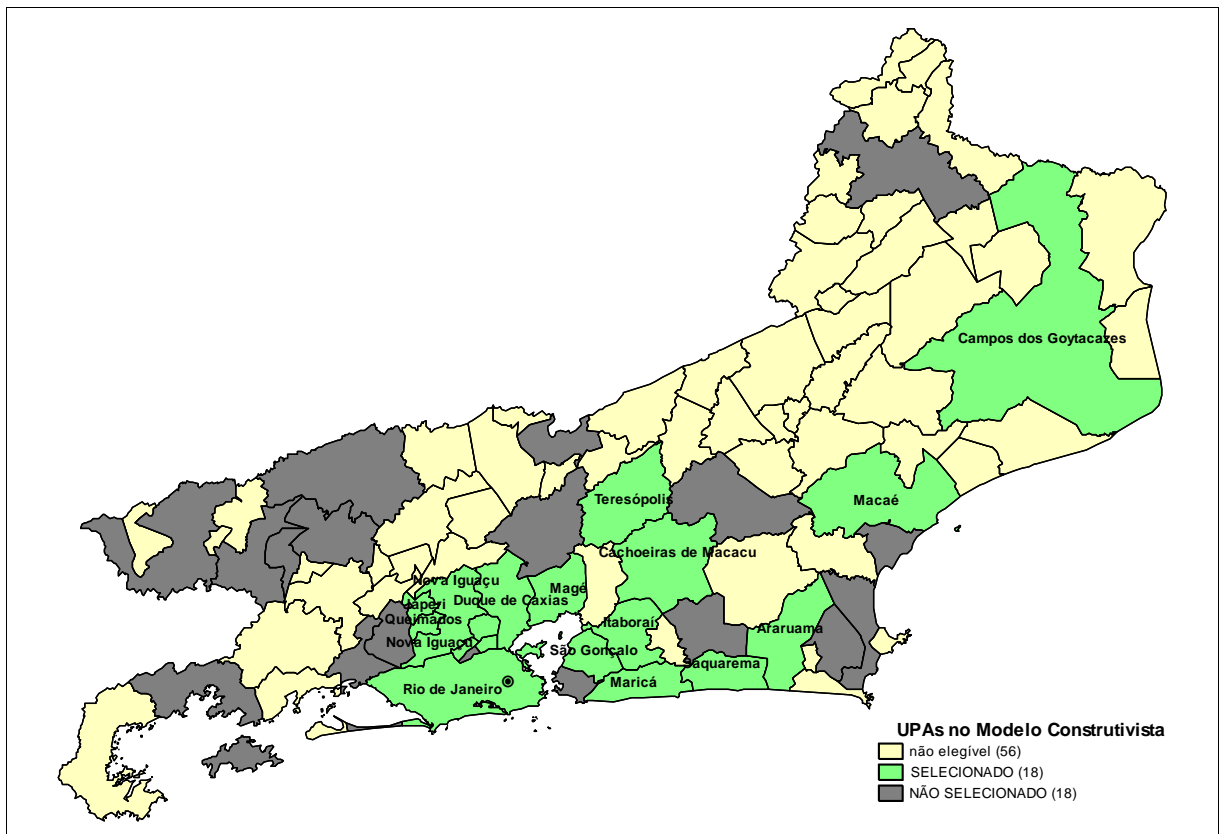 Campos dos Goytacazes
Teresópolis
Macaé
Cachoeiras de Macacu
Nova Iguaçu
Magé
Japeri
Duque de Caxias
Queimados
Itaboraí
Araruama
Nova Iguaçu
São Gonçalo
Saquarema
Maricá
Rio de Janeiro
UPAs no Modelo Construtivista
não elegível (56)
SELECIONADO (18)
NÃO SELECIONADO (18)